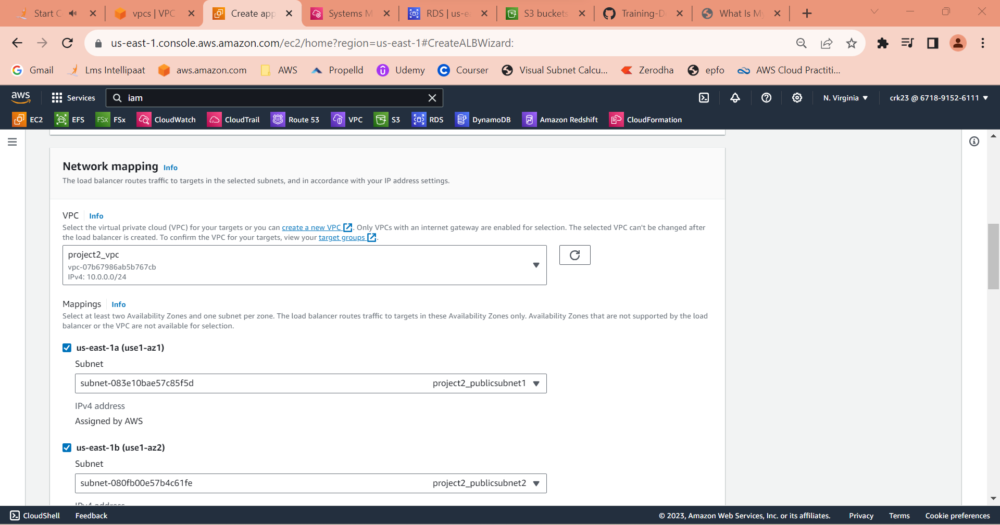 Start C
vpcs | VPC
Create app
Systems M
RDS | us-ea
S3 buckets
Training-D
What Is My
us-east-1.console.aws.amazon.com/ec2/home?region=us-east-1#CreateALBWizard:
Gmail
Lms Intellipaat
aws.amazon.com
AWS
Propelld
Udemy
Courser
Visual Subnet Calcu...
Zerodha
epfo
AWS Cloud Practiti...
aws
Services
iam
N. Virginia
crk23 @ 6718-9152-6111
EC2
EFS
FSx
FSx
CloudWatch
CloudTrail
Route 53
VPC
S3
RDS
DynamoDB
Amazon Redshift
CloudFormation
Network mapping Info
The load balancer routes traffic to targets in the selected subnets, and in accordance with your IP address settings.
VPC Info
Select the virtual private cloud (VPC) for your targets or you can create a new VPC. Only VPCs with an internet gateway are enabled for selection. The selected VPC can't be changed after
the load balancer is created. To confirm the VPC for your targets, view your target groups.
project2_vpc
vpc-07b67986ab5b767cb
IPv4: 10.0.0.0/24
Mappings Info
Select at least two Availability Zones and one subnet per zone. The load balancer routes traffic to targets in these Availability Zones only. Availability Zones that are not supported by the load
balancer or the VPC are not available for selection.
us-east-1a (use1-az1)
Subnet
subnet-083e10bae57c85f5d project2_publicsubnet1
IPv4 address
Assigned by AWS
us-east-1b (use1-az2)
Subnet
subnet-080fb00e57b4c61fe project2_publicsubnet2
IPv4 address
CloudShell
Feedback
© 2023, Amazon Web Services, Inc. or its affiliates.
Privacy
Terms
Cookie preferences